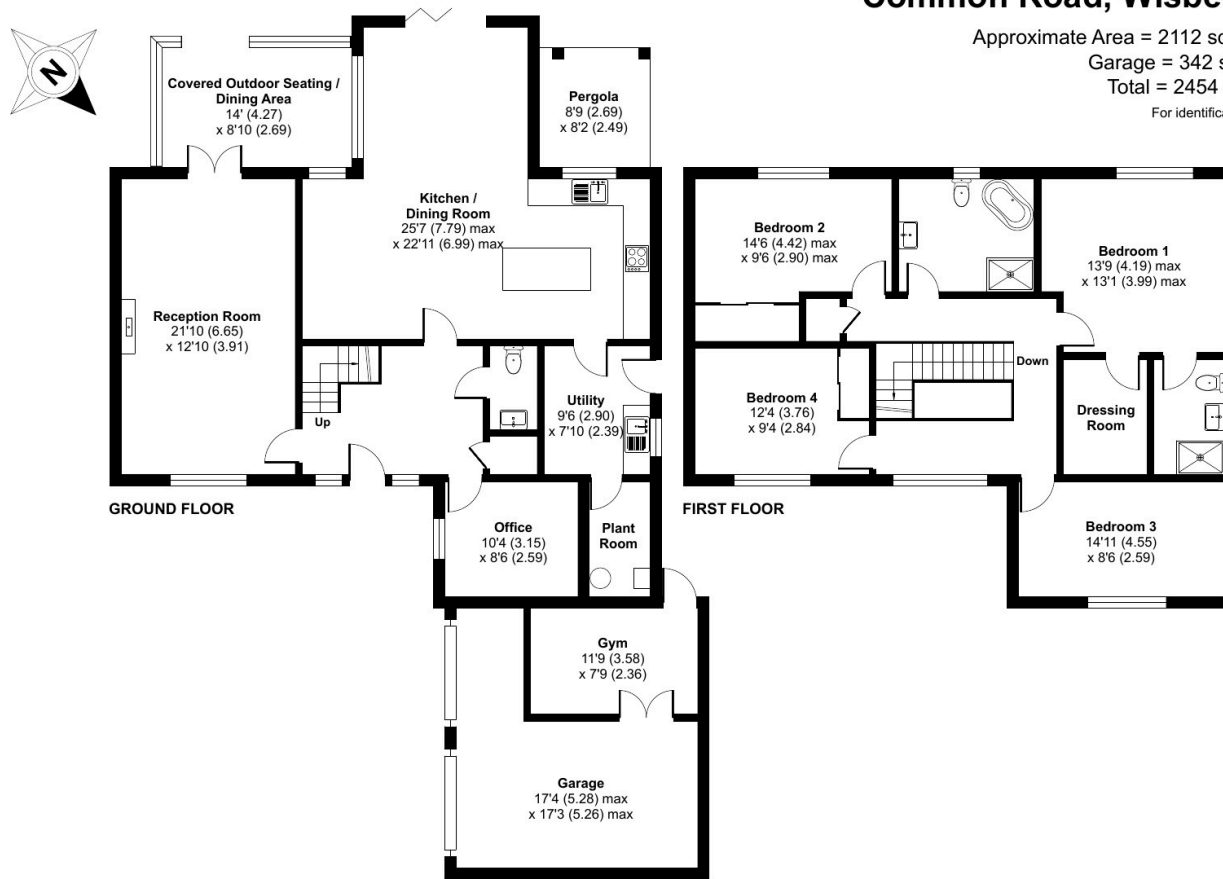 Common Road,
Approximate Area = 2112
Garage = 342
Total = 2454
For
N
Covered Outdoor Seating /
Dining Area
14' (4.27)
x 8'10 (2.69)
Pergola
8'9 (2.69)
x 8'2 (2.49)
Kitchen /
Dining Room
25'7 (7.79) max
x 22'11 (6.99) max
Reception Room
21'10 (6.65)
x 12'10 (3.91)
Utility
9'6 (2.90)
x 7'10 (2.39)
Up
GROUND FLOOR
Office
10'4 (3.15)
x 8'6 (2.59)
Plant
Room
Gym
11'9 (3.58)
x 7'9 (2.36)
Garage
17'4 (5.28) max
x 17'3 (5.26) max
Bedroom 2
14'6 (4.42) max
x 9'6 (2.90) max
Bedroom 1
13'9 (4.19) max
x 13'1 (3.99) max
Down
Bedroom 4
12'4 (3.76)
x 9'4 (2.84)
Dressing
Room
FIRST FLOOR
Bedroom 3
14'11 (4.55)
x 8'6 (2.59)